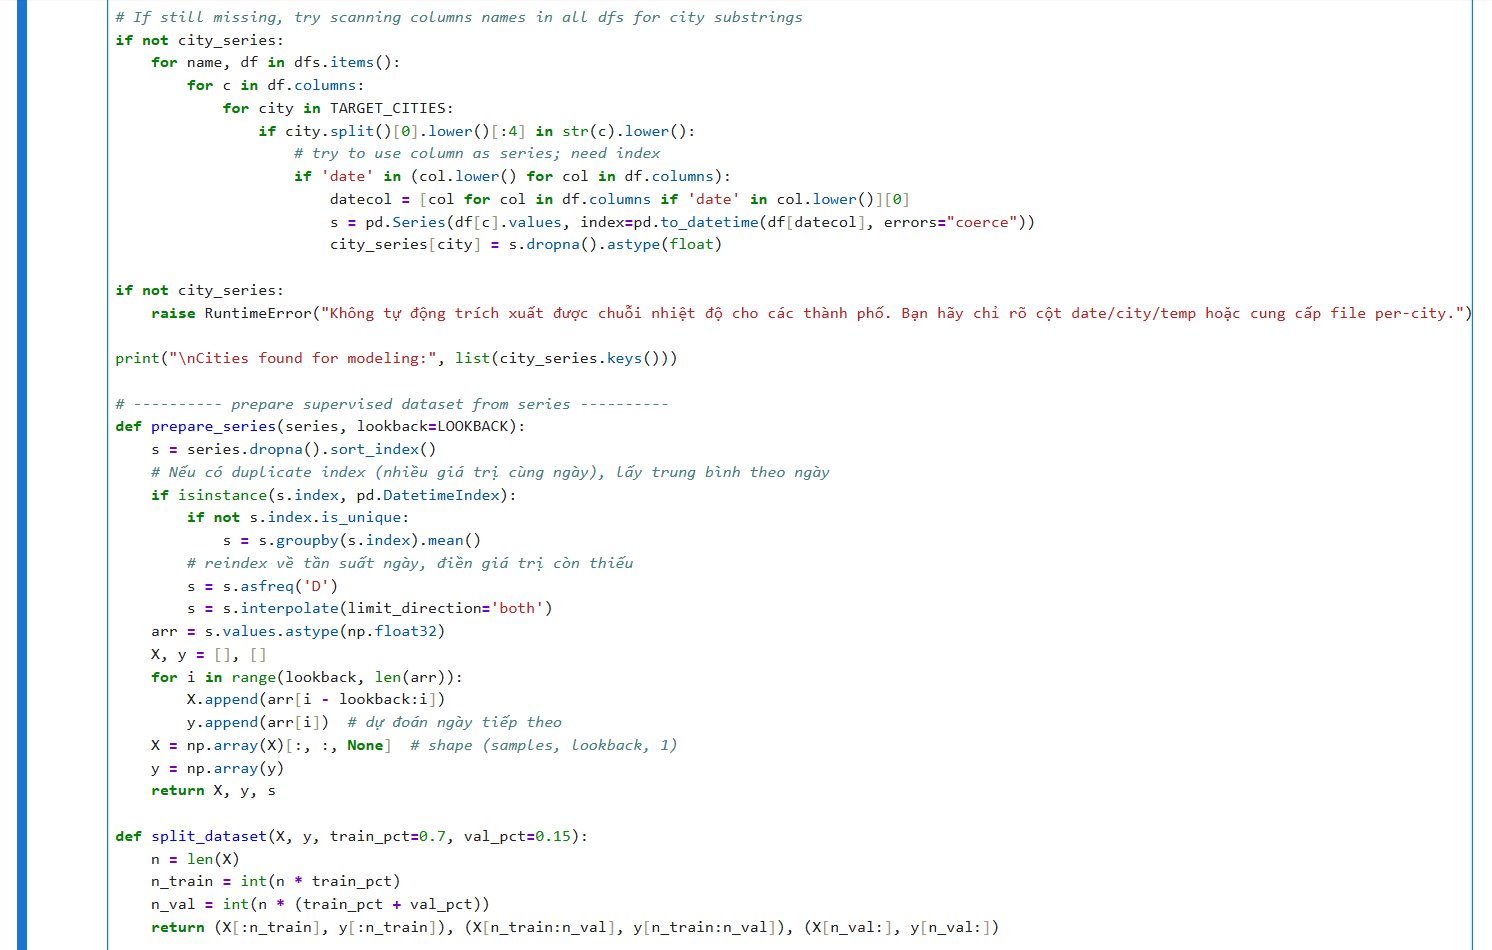 # If still missing, try scanning columns names in all dfs for city substrings
if not city_series:
    for name, df in dfs.items():
        for c in df.columns:
            for city in TARGET_CITIES:
                if city.split()[0].lower()[:4] in str(c).lower():
                    # try to use column as series; need index
                    if 'date' in (col.lower() for col in df.columns):
                        datecol = [col for col in df.columns if 'date' in col.lower()][0]
                        s = pd.Series(df[c].values, index=pd.to_datetime(df[datecol], errors="coerce"))
                        city_series[city] = s.dropna().astype(float)

if not city_series:
    raise RuntimeError("Không tự động trích xuất được chuỗi nhiệt độ cho các thành phố. Bạn hãy chỉ rõ cột date/city/temp hoặc cung cấp file per-city.")

print("\nCities found for modeling:", list(city_series.keys()))

# ---------- prepare supervised dataset from series ----------
def prepare_series(series, lookback=LOOKBACK):
    s = series.dropna().sort_index()
    # Nếu có duplicate index (nhiều giá trị cùng ngày), lấy trung bình theo ngày
    if isinstance(s.index, pd.DatetimeIndex):
        if not s.index.is_unique:
            s = s.groupby(s.index).mean()
        # reindex về tần suất ngày, điền giá trị còn thiếu
        s = s.asfreq('D')
        s = s.interpolate(limit_direction='both')
    arr = s.values.astype(np.float32)
    X, y = [], []
    for i in range(lookback, len(arr)):
        X.append(arr[i - lookback:i])
        y.append(arr[i])  # dự đoán ngày tiếp theo
    X = np.array(X)[:, :, None]  # shape (samples, lookback, 1)
    y = np.array(y)
    return X, y, s

def split_dataset(X, y, train_pct=0.7, val_pct=0.15):
    n = len(X)
    n_train = int(n * train_pct)
    n_val = int(n * (train_pct + val_pct))
    return (X[:n_train], y[:n_train]), (X[n_train:n_val], y[n_train:n_val]), (X[n_val:], y[n_val:])